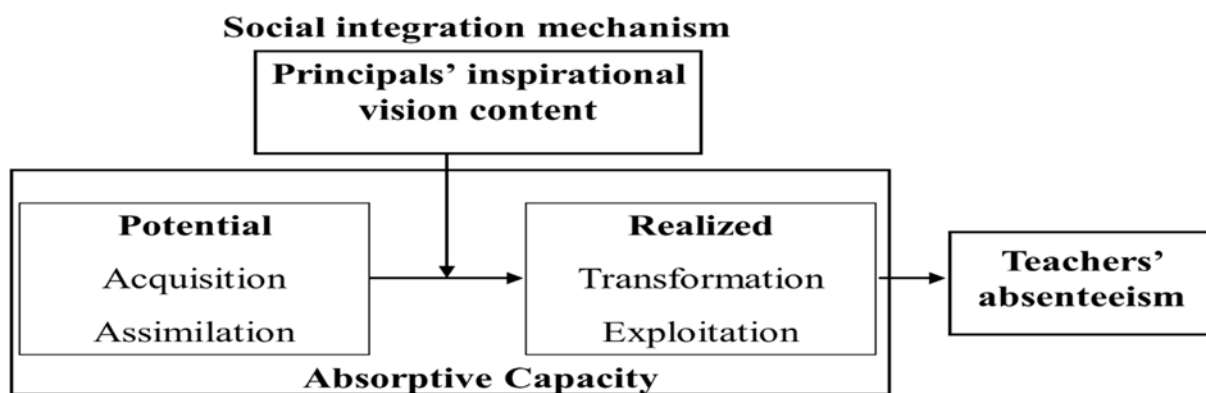 Social integration mechanism
Principals’ inspirational
vision content
Potential
Acquisition
Assimilation
Realized
Transformation
Exploitation
Teachers’
absenteeism
Absorptive Capacity